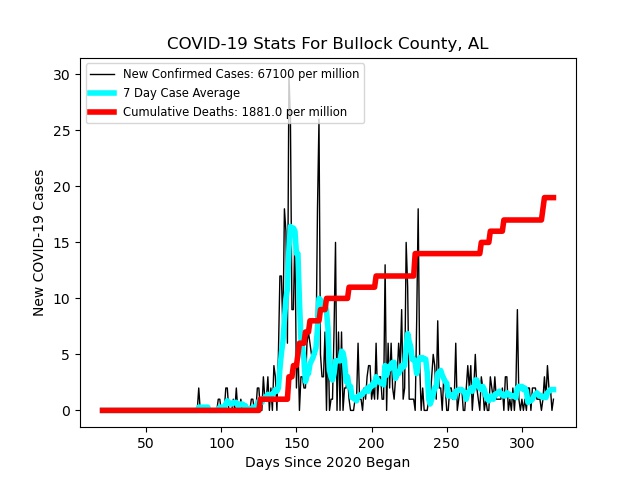 COVID-19 Stats For Bullock County, AL
New Confirmed Cases: 67100 per million
7 Day Case Average
Cumulative Deaths: 1881.0 per million
New COVID-19 Cases
30
25
20
15
10
5
0
50
100
150
200
250
300
Days Since 2020 Began